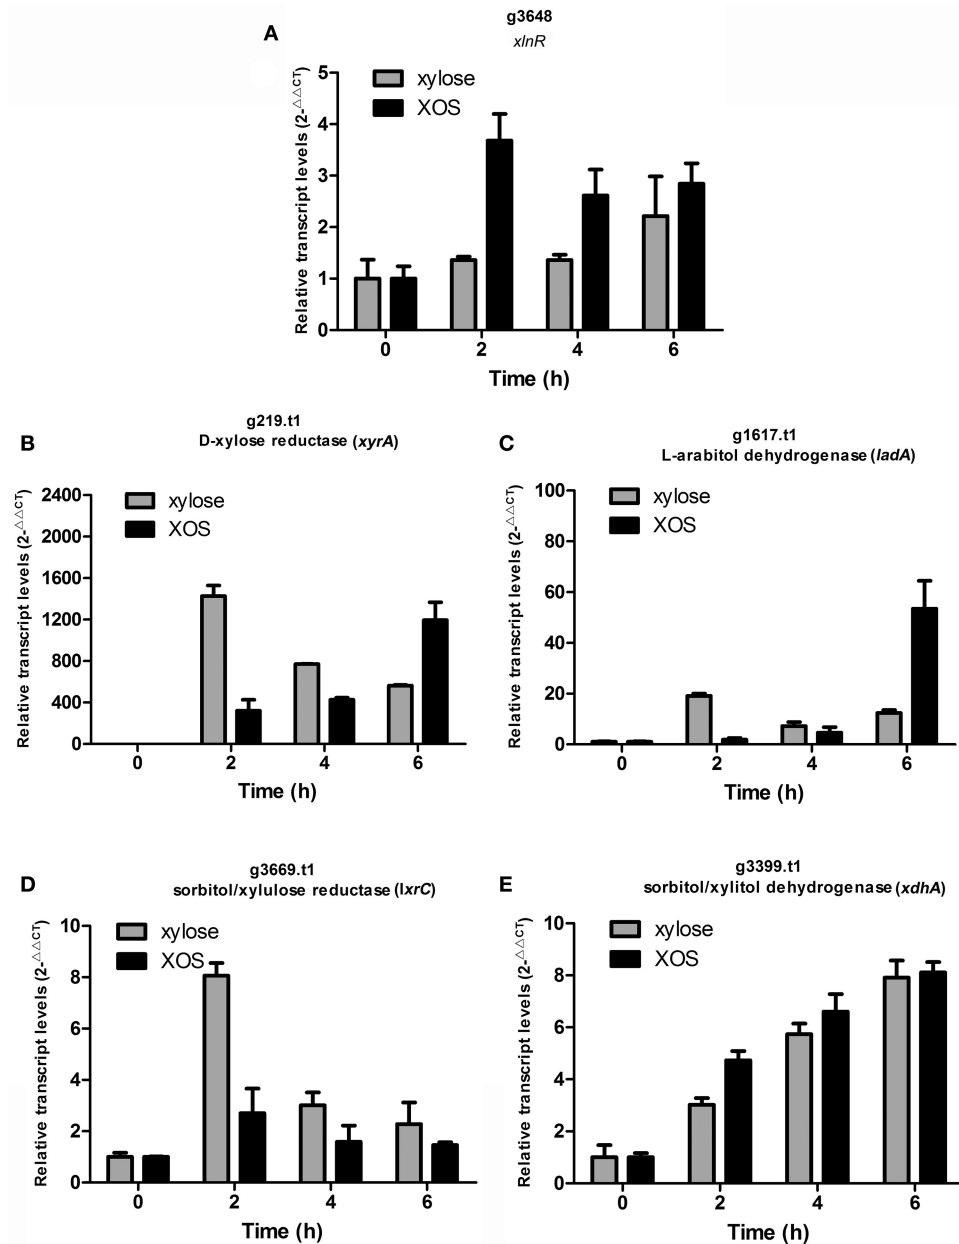 A
g3648
xlnR
Relative transcript levels (2-△△CT)
5
4
3
2
1
0
xylose
XOS
0 2 4 6
Time (h)
B
g219.t1
D-xylose reductase (xyrA)
Relative transcript levels (2-△△CT)
2400
2000
1600
1200
800
400
0
xylose
XOS
0 2 4 6
Time (h)
C
g1617.t1
L-arabitol dehydrogenase (ladA)
Relative transcript levels (2-△△CT)
100
80
60
40
20
0
xylose
XOS
0 2 4 6
Time (h)
D
g3669.t1
sorbitol/xylulose reductase (lxrC)
Relative transcript levels (2-△△CT)
10
8
6
4
2
0
xylose
XOS
0 2 4 6
Time (h)
E
g3399.t1
sorbitol/xylitol dehydrogenase (xdhA)
Relative transcript levels (2-△△CT)
10
8
6
4
2
0
xylose
XOS
0 2 4 6
Time (h)